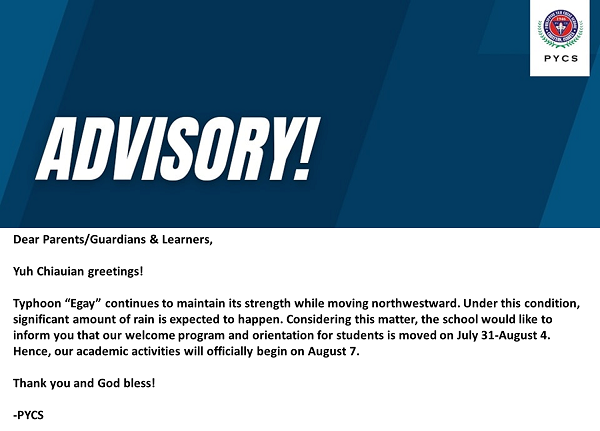 PYCS
ADVISORY!
Dear Parents/Guardians & Learners,
Yuh Chiauian greetings!
Typhoon “Egay” continues to maintain its strength while moving northwestward. Under this condition,
significant amount of rain is expected to happen. Considering this matter, the school would like to
inform you that our welcome program and orientation for students is moved on July 31-August 4.
Hence, our academic activities will officially begin on August 7.
Thank you and God bless!
-PYCS